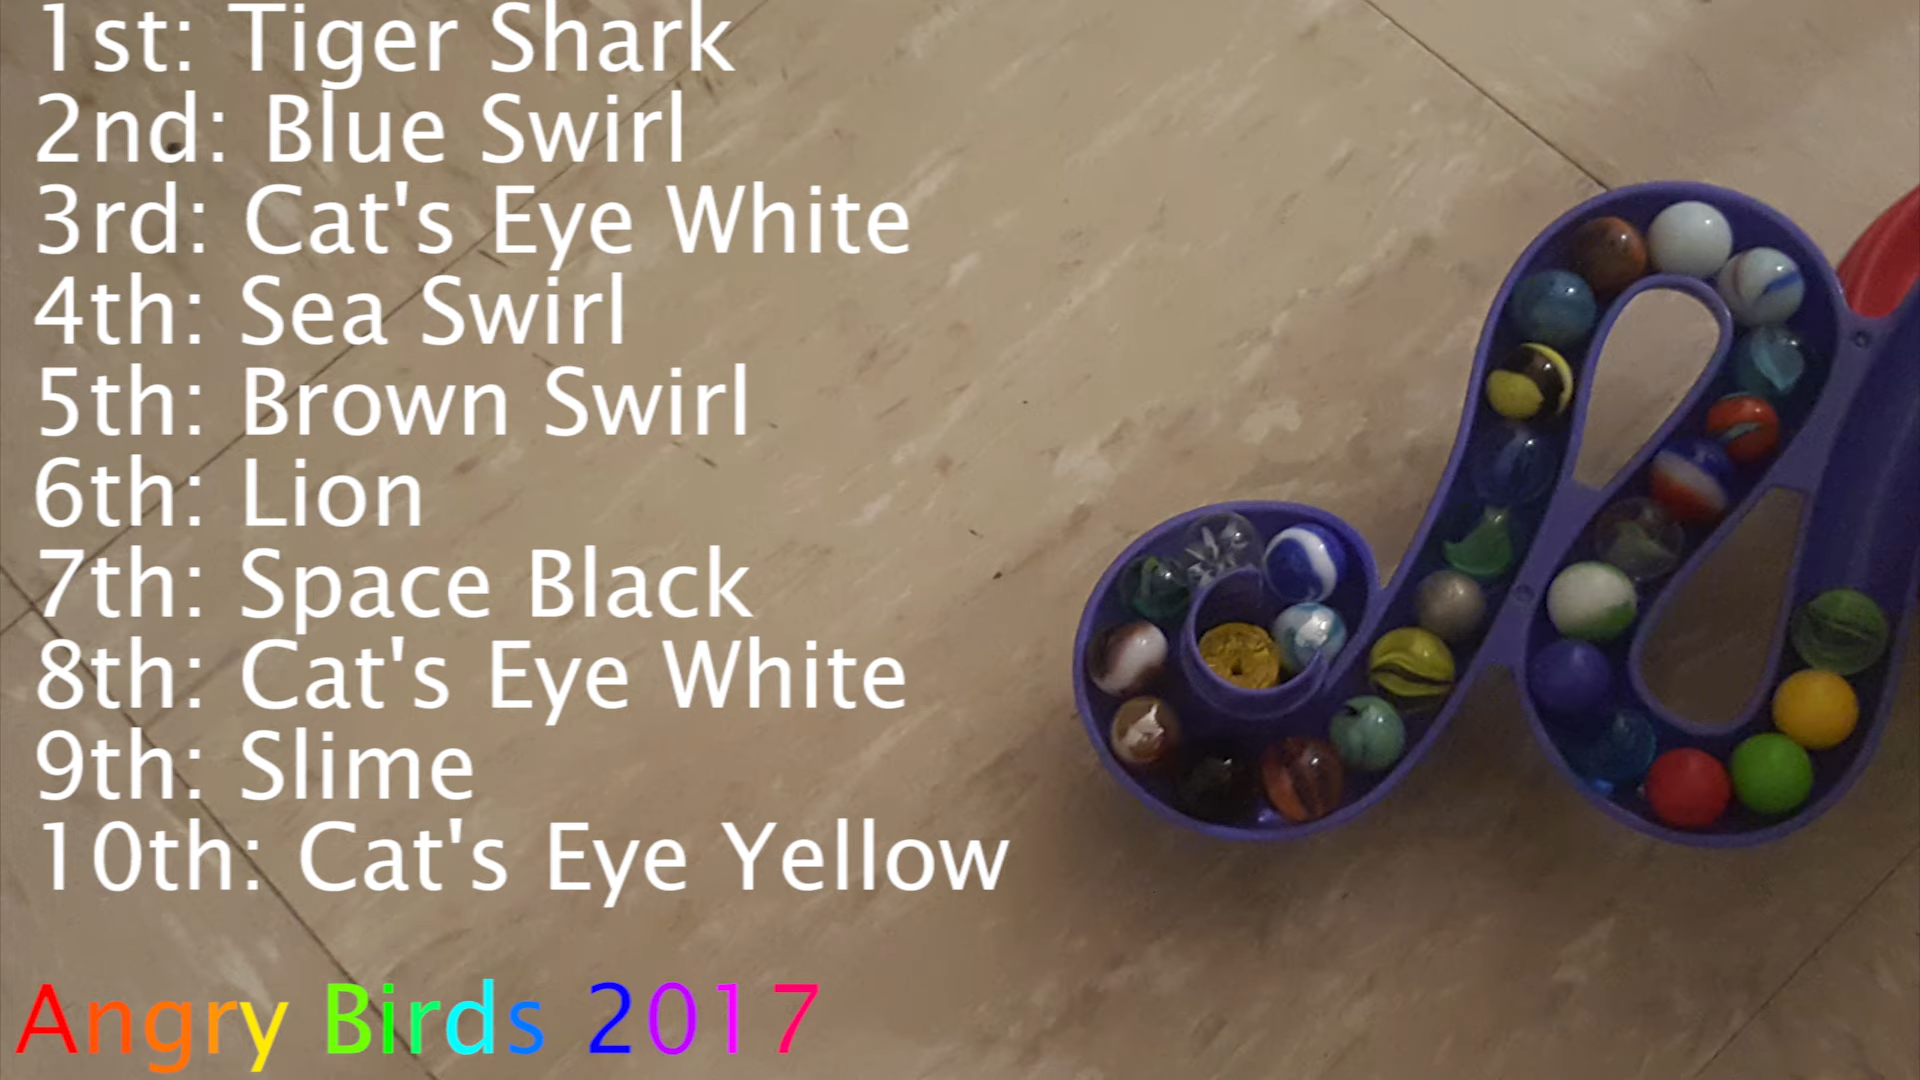 1st: Tiger Shark
2nd: Blue Swirl
3rd: Cat's Eye White
4th: Sea Swirl
5th: Brown Swirl
6th: Lion
7th: Space Black
8th: Cat's Eye White
9th: Slime
10th: Cat's Eye Yellow
Angry Birds 2017